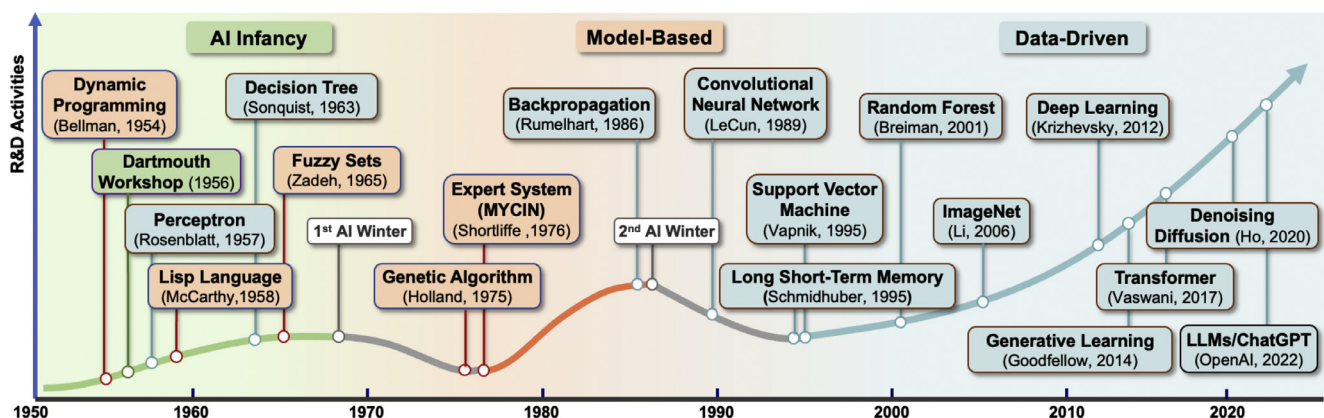 R&D Activities
AI Infancy
Model-Based
Data-Driven
Dynamic
Programming
(Bellman, 1954)
Dartmouth
Workshop (1956)
Perceptron
(Rosenblatt, 1957)
Lisp Language
(McCarthy,1958)
Decision Tree
(Sonquist, 1963)
Fuzzy Sets
(Zadeh, 1965)
1st AI Winter
Genetic Algorithm
(Holland, 1975)
Expert System
(MYCIN)
(Shortliffe ,1976)
Backpropagation
(Rumelhart, 1986)
2nd AI Winter
Convolutional
Neural Network
(LeCun, 1989)
Support Vector
Machine
(Vapnik, 1995)
Long Short-Term Memory
(Schmidhuber, 1995)
Random Forest
(Breiman, 2001)
ImageNet
(Li, 2006)
Deep Learning
(Krizhevsky, 2012)
Generative Learning
(Goodfellow, 2014)
Transformer
(Vaswani, 2017)
Denoising
Diffusion (Ho, 2020)
LLMs/ChatGPT
(OpenAI, 2022)
1950
1960
1970
1980
1990
2000
2010
2020